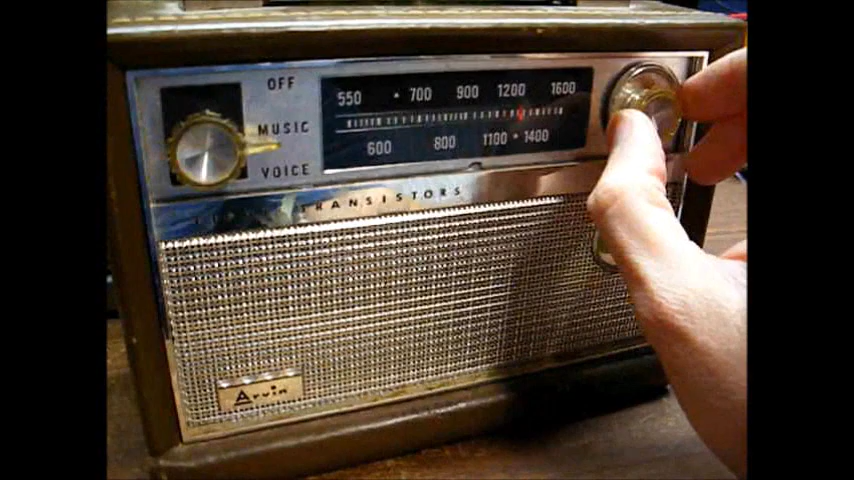 OFF
MUSIC
VOICE
550 • 700 900 1200 1600
600 800 1100 • 1400
TRANSISTORS
Arvin